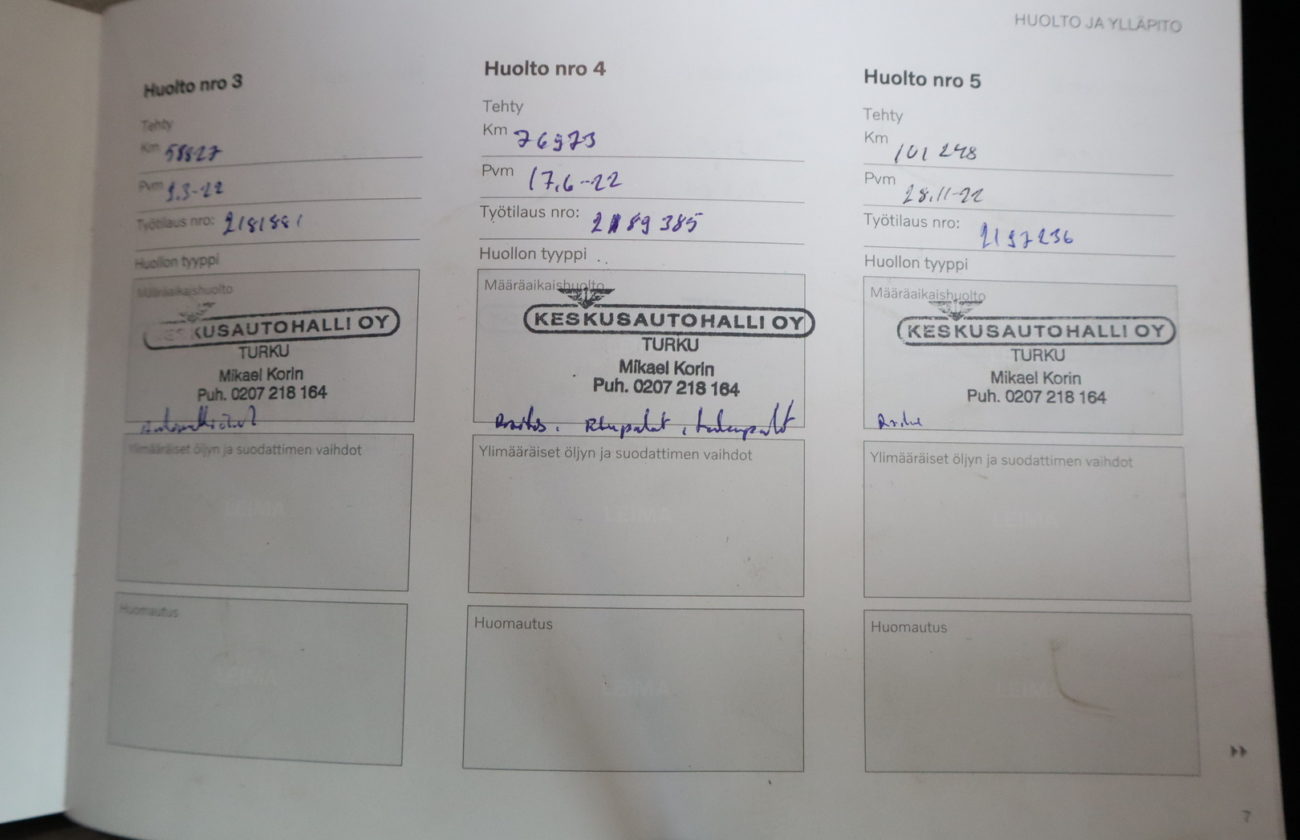 HUOLTO JA YLLÄPITO
Huolto nro 3
Tehty
Km 58827
Pvm 9.3-22
Työtilaus nro: 2181881
Huollon tyyppi
Määräaikaishuolto
KESKUSAUTOHALLI OY
TURKU
Mikael Korin
Puh. 0207 218 164
Ylimääräiset öljyn ja suodattimen vaihdot
LEIMA
Huomautus
LEIMA
Huolto nro 4
Tehty
Km 76973
Pvm 17.6-22
Työtilaus nro: 2189385
Huollon tyyppi
Määräaikaishuolto
KESKUSAUTOHALLI OY
TURKU
Mikael Korin
Puh. 0207 218 164
Ylimääräiset öljyn ja suodattimen vaihdot
LEIMA
Huomautus
LEIMA
Huolto nro 5
Tehty
Km 101248
Pvm 28.11-22
Työtilaus nro: 2197236
Huollon tyyppi
Määräaikaishuolto
KESKUSAUTOHALLI OY
TURKU
Mikael Korin
Puh. 0207 218 164
Ylimääräiset öljyn ja suodattimen vaihdot
LEIMA
Huomautus
LEIMA
7